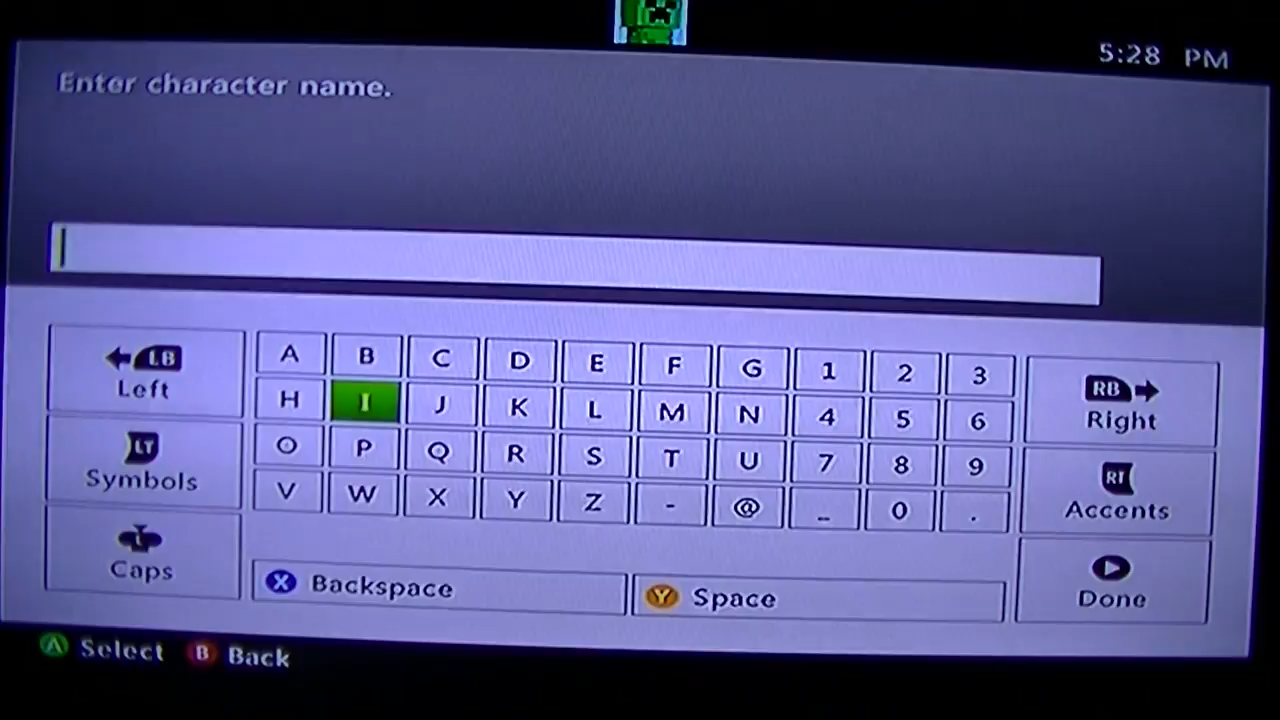 5:28 PM
Enter character name.
LB
Left
A B C D E F G 1 2 3
RB
Right
H I J K L M N 4 5 6
LT
Symbols
O P Q R S T U 7 8 9
RT
Accents
V W X Y Z - @ _ 0 .
L
Caps
X Backspace
Y Space
Done
A Select B Back